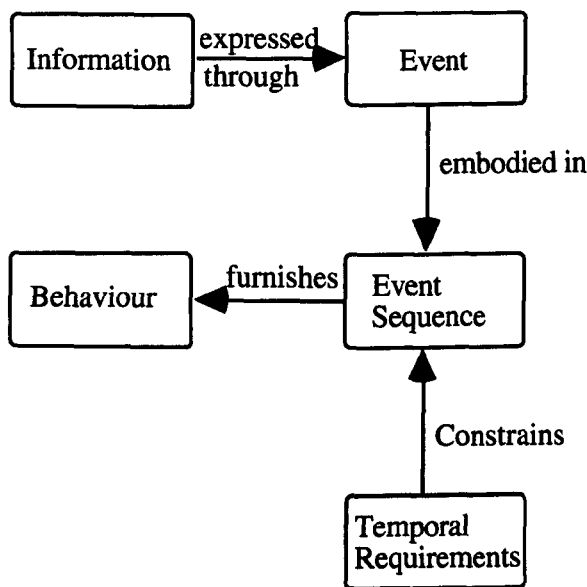 Information
expressed
through
Event
embodied in
Behaviour
furnishes
Event
Sequence
Constrains
Temporal
Requirements